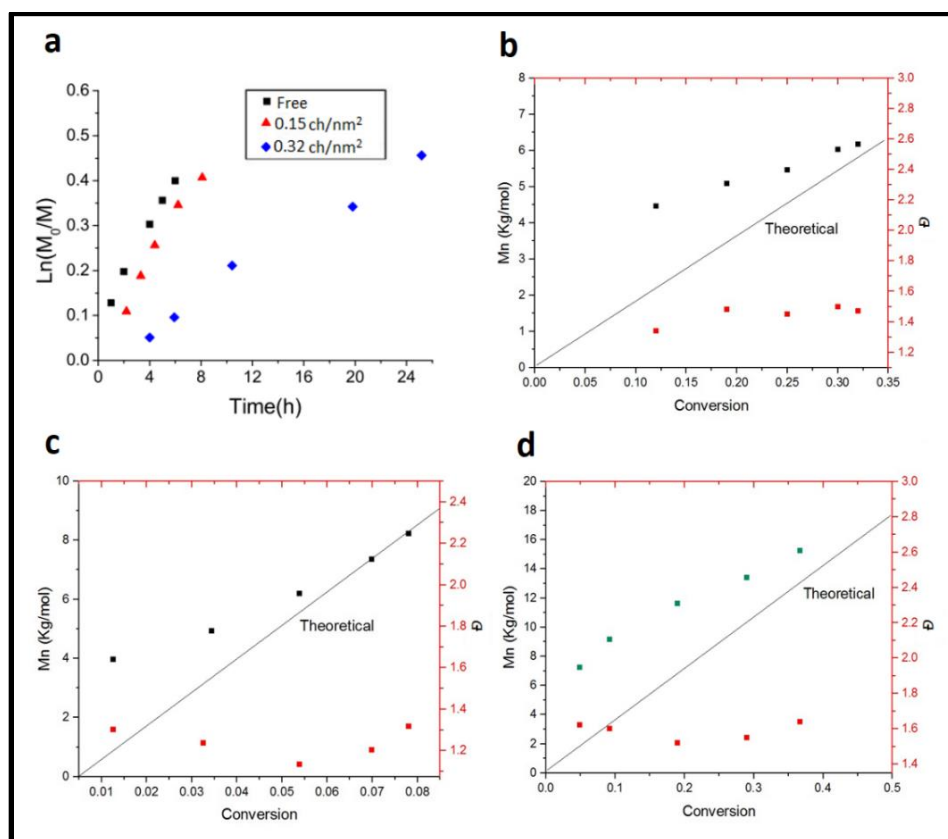 a
0.6
0.5
0.4
0.3
0.2
0.1
0.0
Ln(M₀/M)
Free
0.15 ch/nm²
0.32 ch/nm²
0 4 8 12 16 20 24
Time(h)
b
8
7
6
5
4
3
2
1
0
Mn (Kg/mol)
Theoretical
3.0
2.8
2.6
2.4
2.2
2.0
1.8
1.6
1.4
1.2
Đ
0.00 0.05 0.10 0.15 0.20 0.25 0.30 0.35
Conversion
c
10
8
6
4
2
0
Mn (Kg/mol)
Theoretical
2.4
2.2
2.0
1.8
1.6
1.4
1.2
Đ
0.01 0.02 0.03 0.04 0.05 0.06 0.07 0.08
Conversion
d
20
18
16
14
12
10
8
6
4
2
0
Mn (Kg/mol)
Theoretical
3.0
2.8
2.6
2.4
2.2
2.0
1.8
1.6
1.4
Đ
0.0 0.1 0.2 0.3 0.4 0.5
Conversion